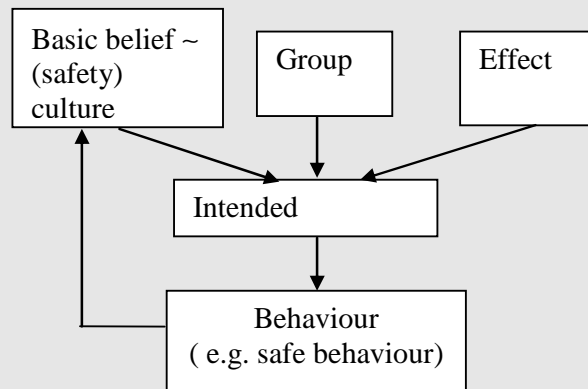 Basic belief ~
(safety)
culture
Group
Effect
Intended
Behaviour
( e.g. safe behaviour)